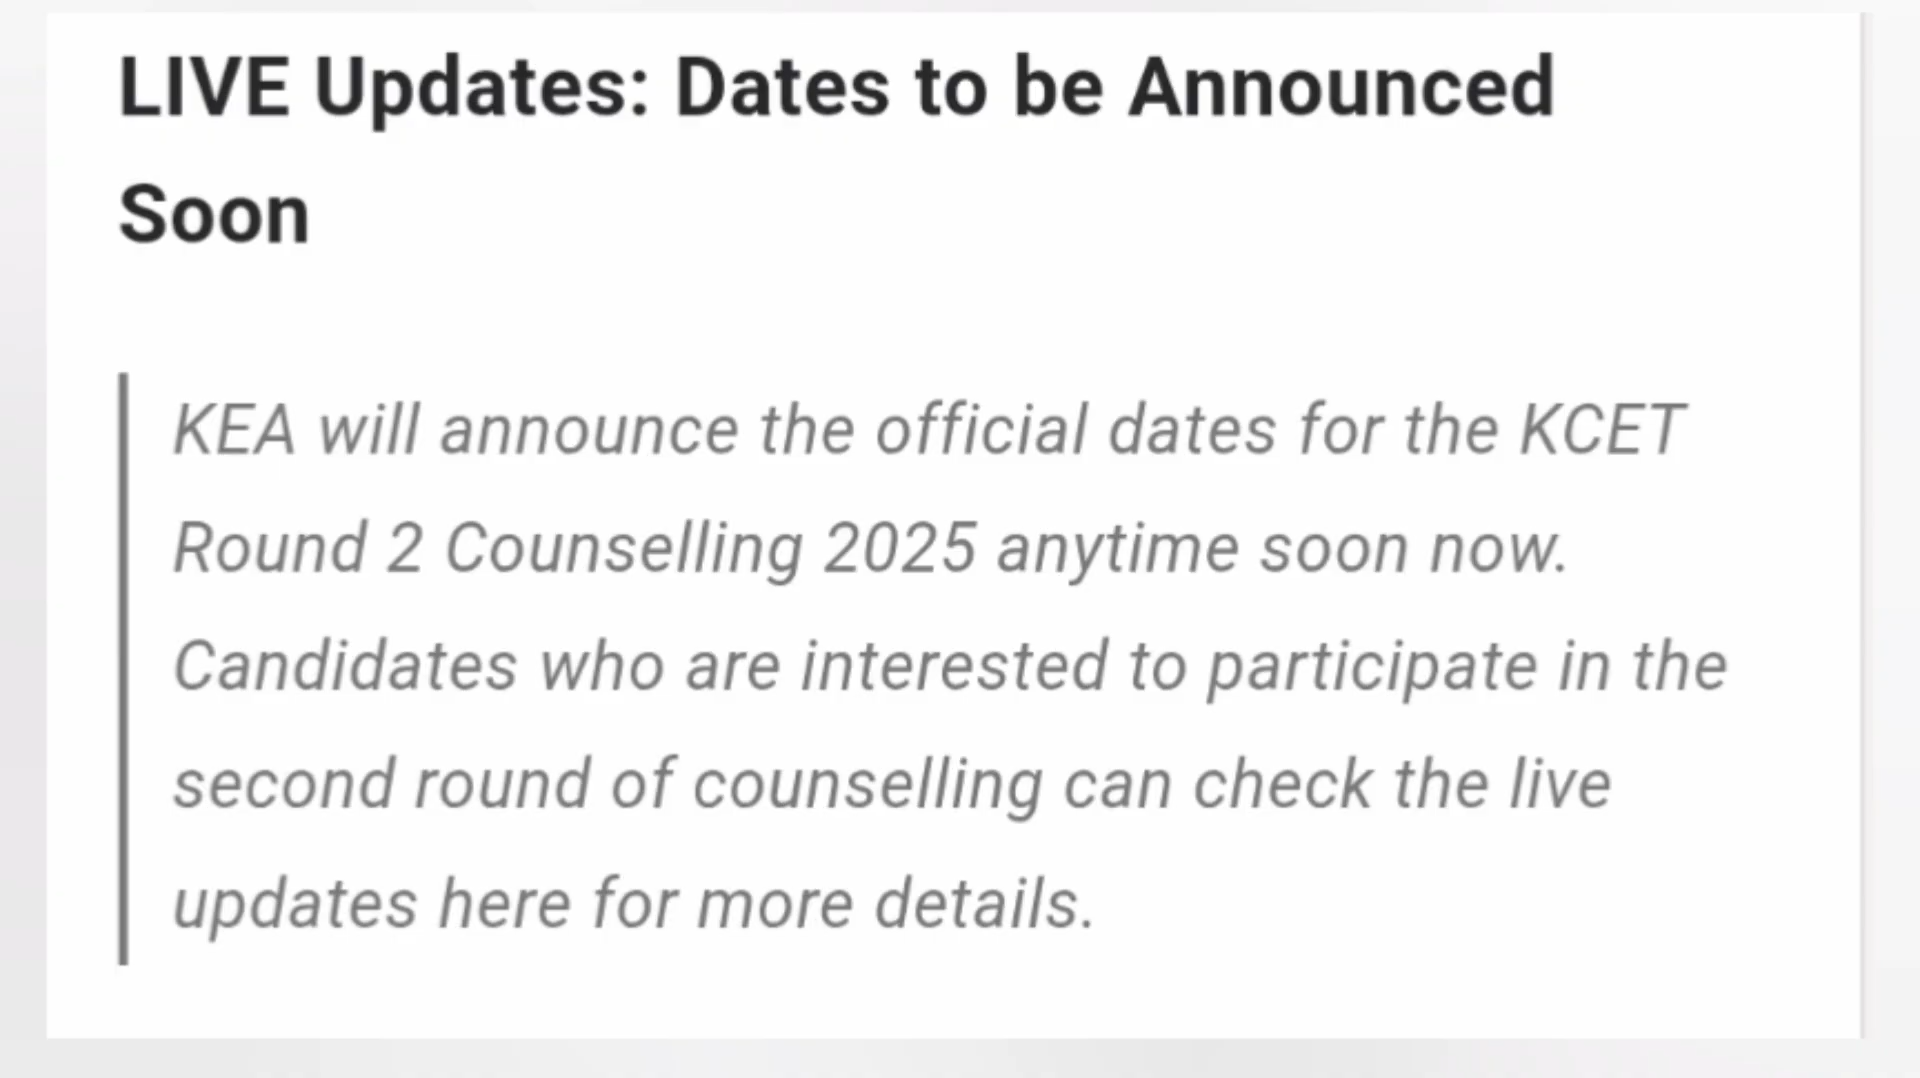 LIVE Updates: Dates to be Announced
Soon
KEA will announce the official dates for the KCET
Round 2 Counselling 2025 anytime soon now.
Candidates who are interested to participate in the
second round of counselling can check the live
updates here for more details.